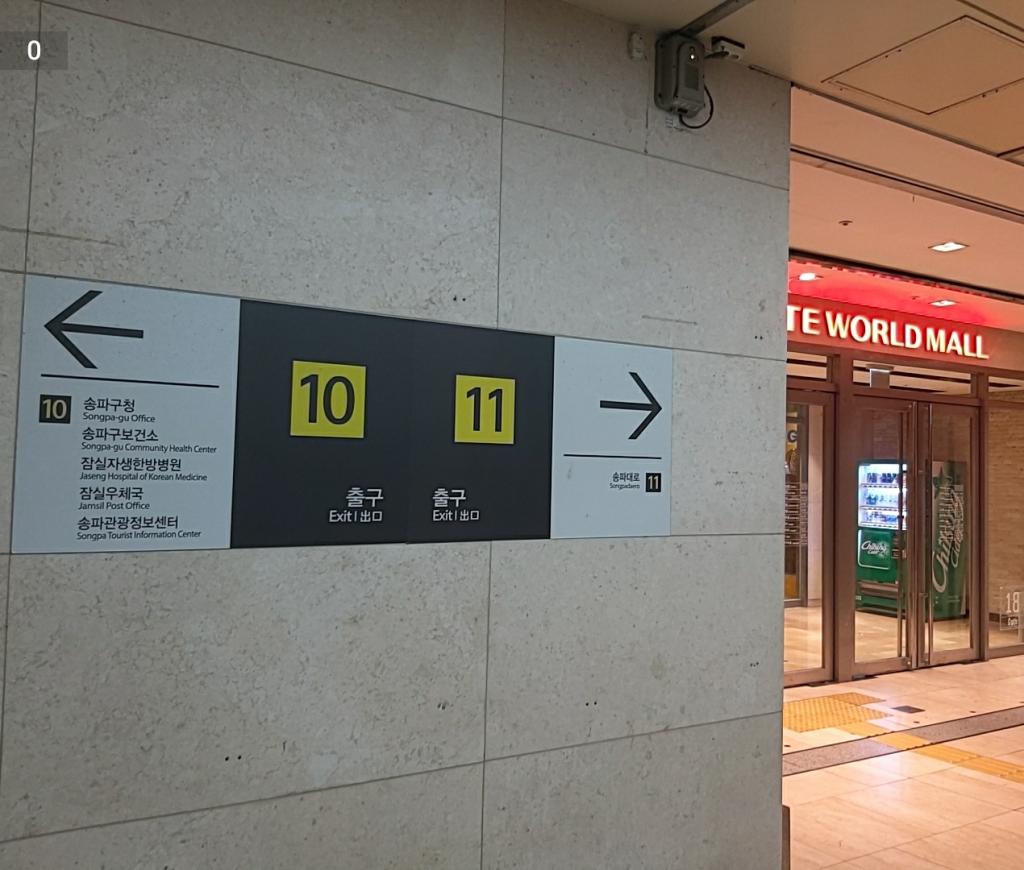 0
10
송파구청
Songpa-gu Office
송파구보건소
Songpa-gu Community Health Center
잠실자생한방병원
Jaseng Hospital of Korean Medicine
잠실우체국
Jamsil Post Office
송파관광정보센터
Songpa Tourist Information Center
10
출구
Exit | 出口
11
출구
Exit | 出口
송파대로
Songpadaero
11
TE WORLD MALL
Chilsung
Chilsung
18
Gate